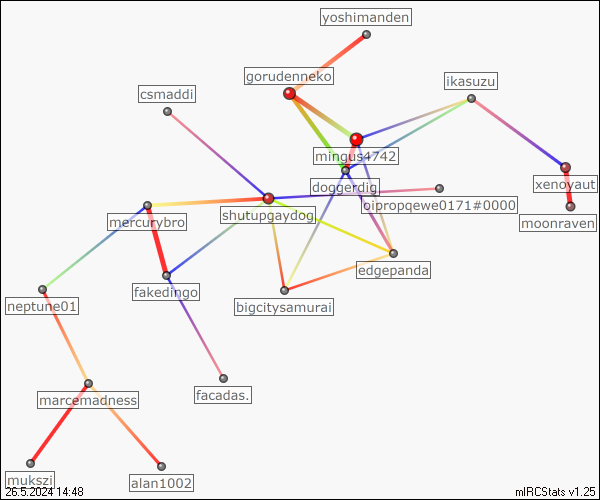 yoshimanden
gorudenneko
ikasuzu
csmaddi
mingus4742
doggerdig
xenoyaut
oipropqewe0171#0000
mercurybro
shutupgaydog
moonraven
edgepanda
neptune01
fakedingo
bigcitysamurai
facadas.
marcemadness
mukszi
alan1002
26.5.2024 14:48
mIRCStats v1.25